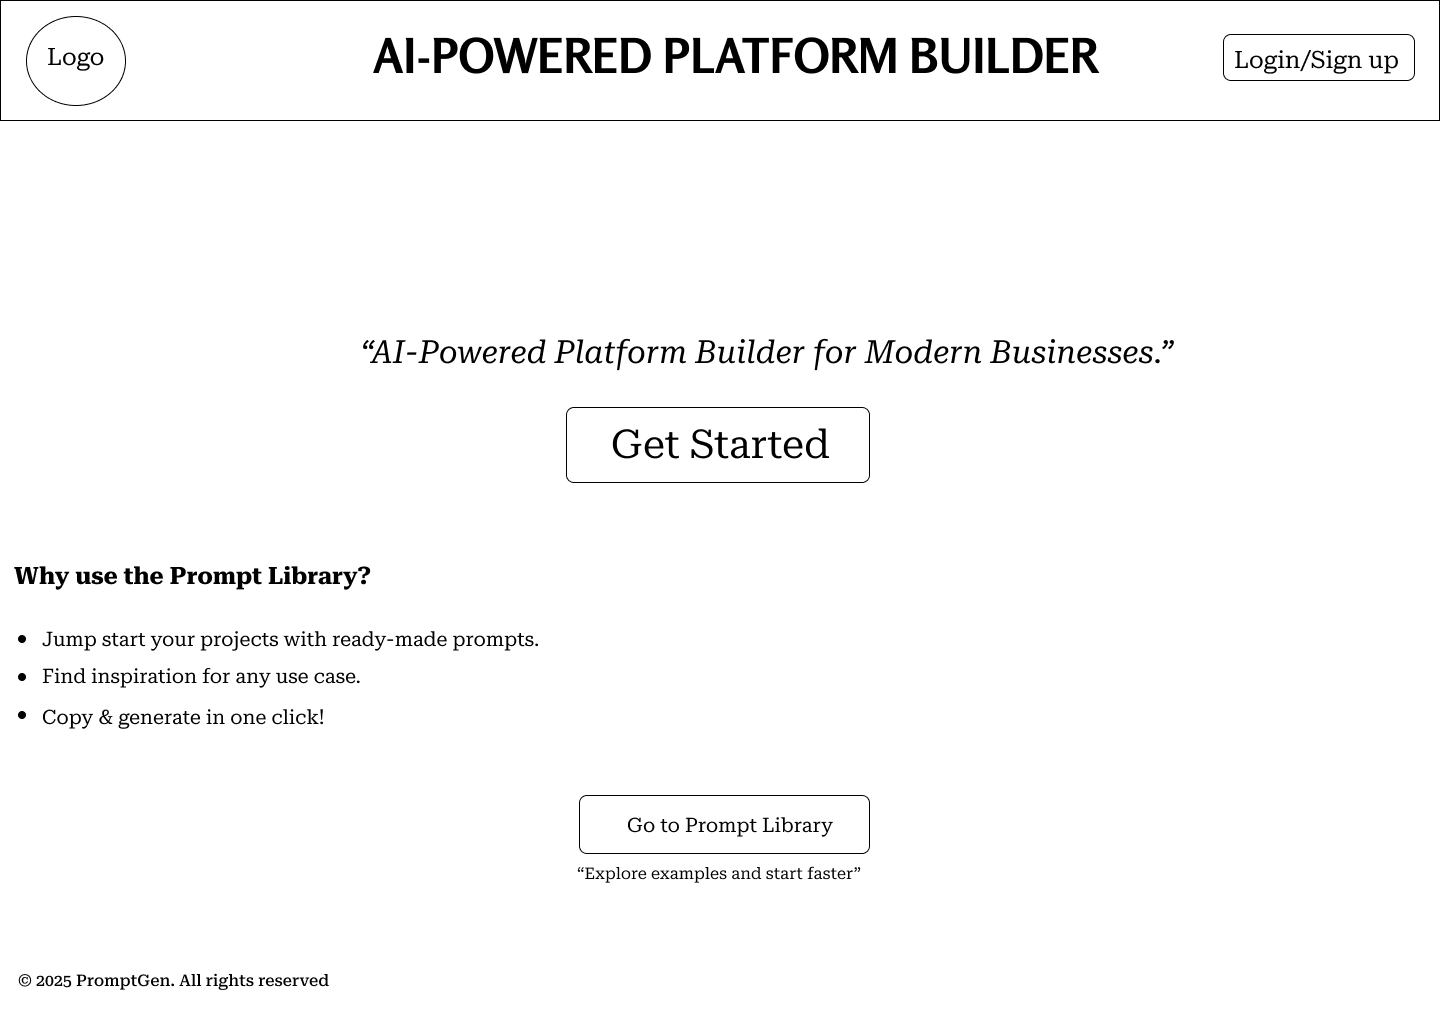 Logo
AI-POWERED PLATFORM BUILDER
Login/Sign up
“AI-Powered Platform Builder for Modern Businesses.”
Get Started
Why use the Prompt Library?
• Jump start your projects with ready-made prompts.
• Find inspiration for any use case.
• Copy & generate in one click!
Go to Prompt Library
“Explore examples and start faster”
© 2025 PromptGen. All rights reserved